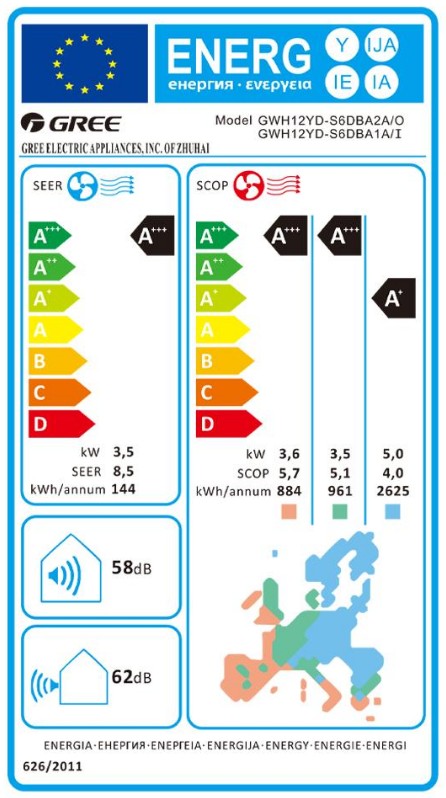 ENERG
енергия · ενεργεια
Y IJA
IE IA
GREE
Model GWH12YD-S6DBA2A/O
GWH12YD-S6DBA1A/I
GREE ELECTRIC APPLIANCES, INC. OF ZHUHAI
SEER
A+++ A+++
A++
A+
A
B
C
D
kW 3,5
SEER 8,5
kWh/annum 144
SCOP
A+++ A+++ A+++
A++
A+ A+
A
B
C
D
kW 3,6 3,5 5,0
SCOP 5,7 5,1 4,0
kWh/annum 884 961 2625
58dB
62dB
ENERGIA·ЕНЕРГИЯ·ΕΝΕΡΓΕΙΑ·ENERGIJA·ENERGY·ENERGIE·ENERGI
626/2011